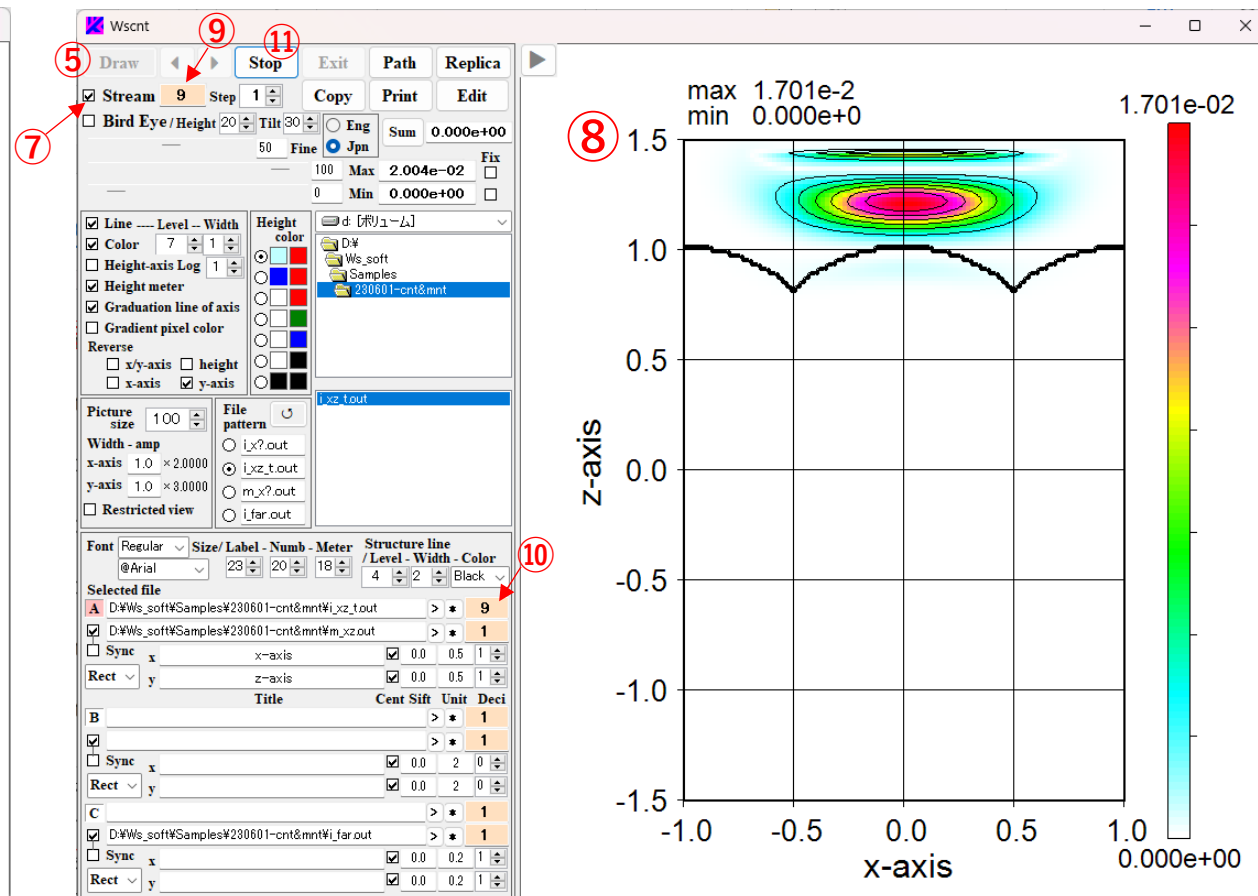 Wscnt
⑤ Draw Stop Exit Path Replica
⑨
⑪
Stream 9 Step 1 Copy Print Edit
⑦
Bird Eye / Height 20 Tilt 30 Eng Sum 0.000e+00
50 Fine Jpn
Fix
100 Max 2.004e-02
0 Min 0.000e+00
Line ---- Level -- Width
Color 7 1
Height-axis Log 1
Height meter
Graduation line of axis
Gradient pixel color
Reverse
x/y-axis height
x-axis y-axis
Height
color
d: [ボリューム]
D:¥
Ws_soft
Samples
230601-cnt&mnt
i_xz_t.out
Picture
size 100
Width - amp
x-axis 1.0 ×2.0000
y-axis 1.0 ×3.0000
Restricted view
File
pattern
i_x?.out
i_xz_t.out
m_x?.out
i_far.out
Font Regular Size/ Label - Numb - Meter Structure line
/ Level - Width - Color
@Arial 23 20 18 4 2 Black
⑩
Selected file
A D:¥Ws_soft¥Samples¥230601-cnt&mnt¥i_xz_t.out > * 9
D:¥Ws_soft¥Samples¥230601-cnt&mnt¥m_xz.out > * 1
Sync x x-axis 0.0 0.5 1
Rect y z-axis 0.0 0.5 1
Title Cent Sift Unit Deci
B > * 1
> * 1
Sync x 0.0 2 0
Rect y 0.0 2 0
C > * 1
D:¥Ws_soft¥Samples¥230601-cnt&mnt¥i_far.out > * 1
Sync x 0.0 0.2 1
Rect y 0.0 0.2 1
max 1.701e-2
min 0.000e+0
1.701e-02
⑧
1.5
1.0
0.5
0.0
-0.5
-1.0
-1.5
z-axis
-1.0 -0.5 0.0 0.5 1.0
x-axis
0.000e+00